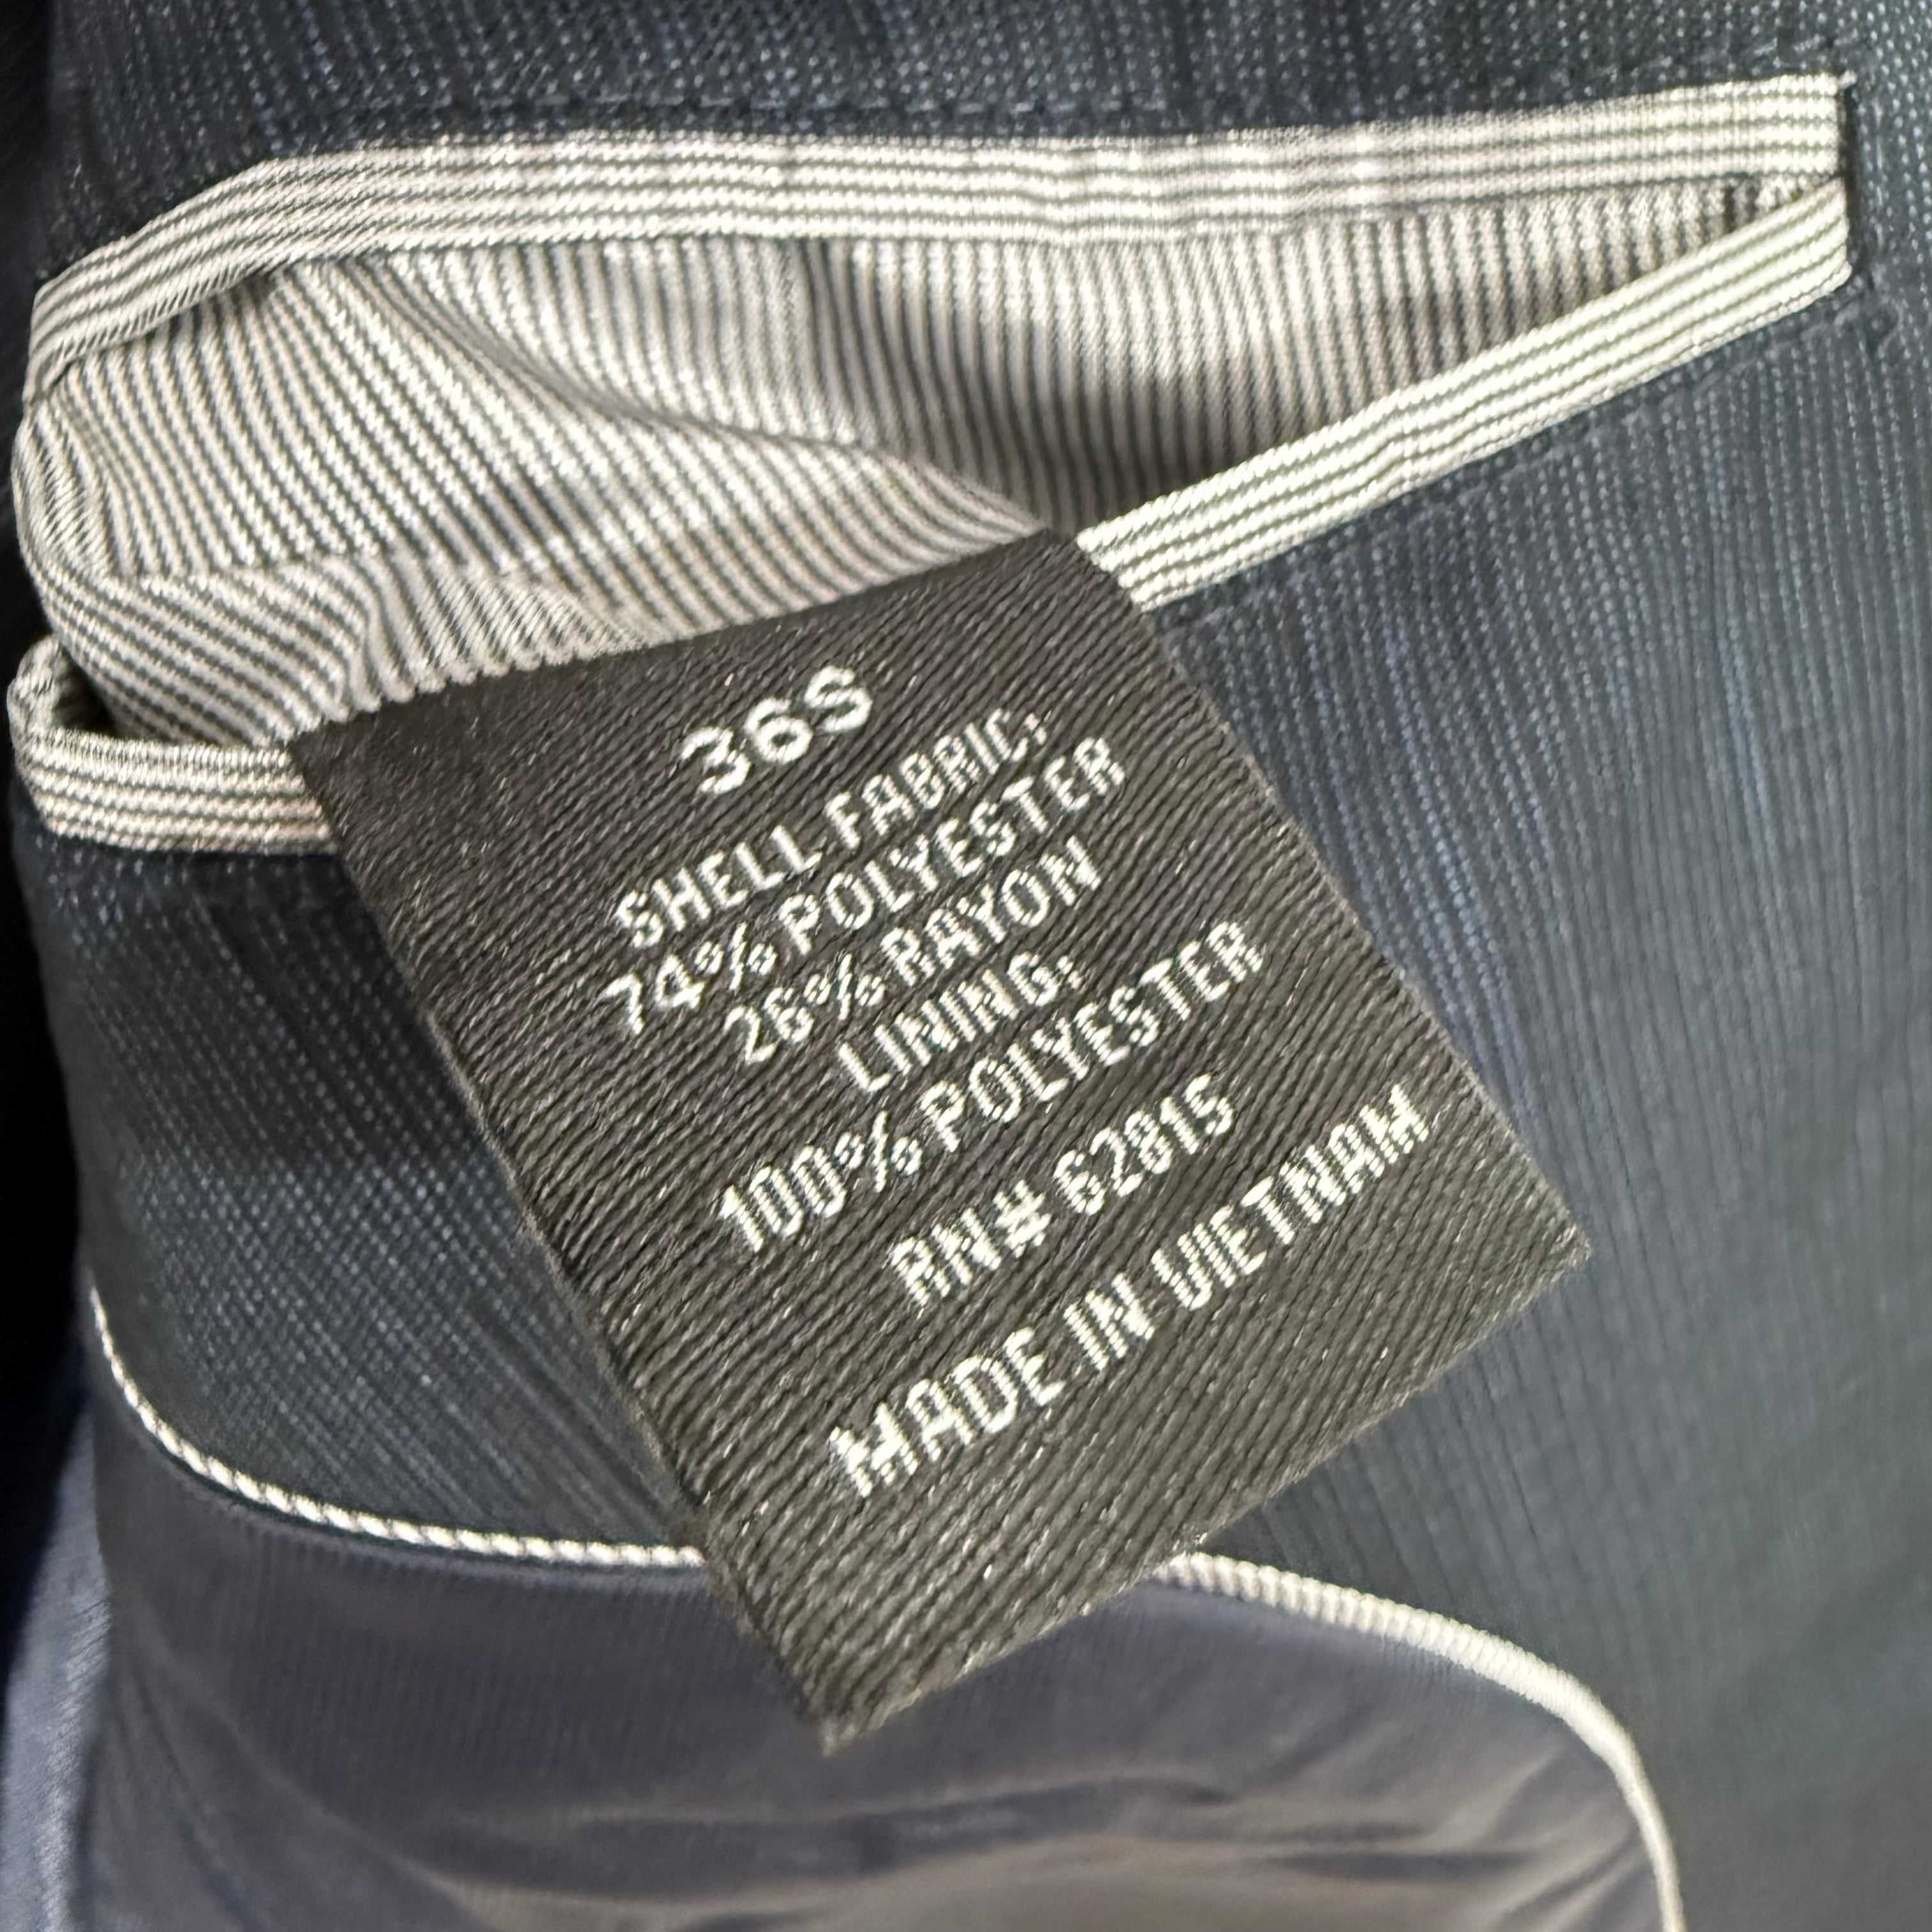 36S
SHELL FABRIC:
74% POLYESTER
26% RAYON
LINING:
100% POLYESTER
RN# 62815
MADE IN VIETNAM